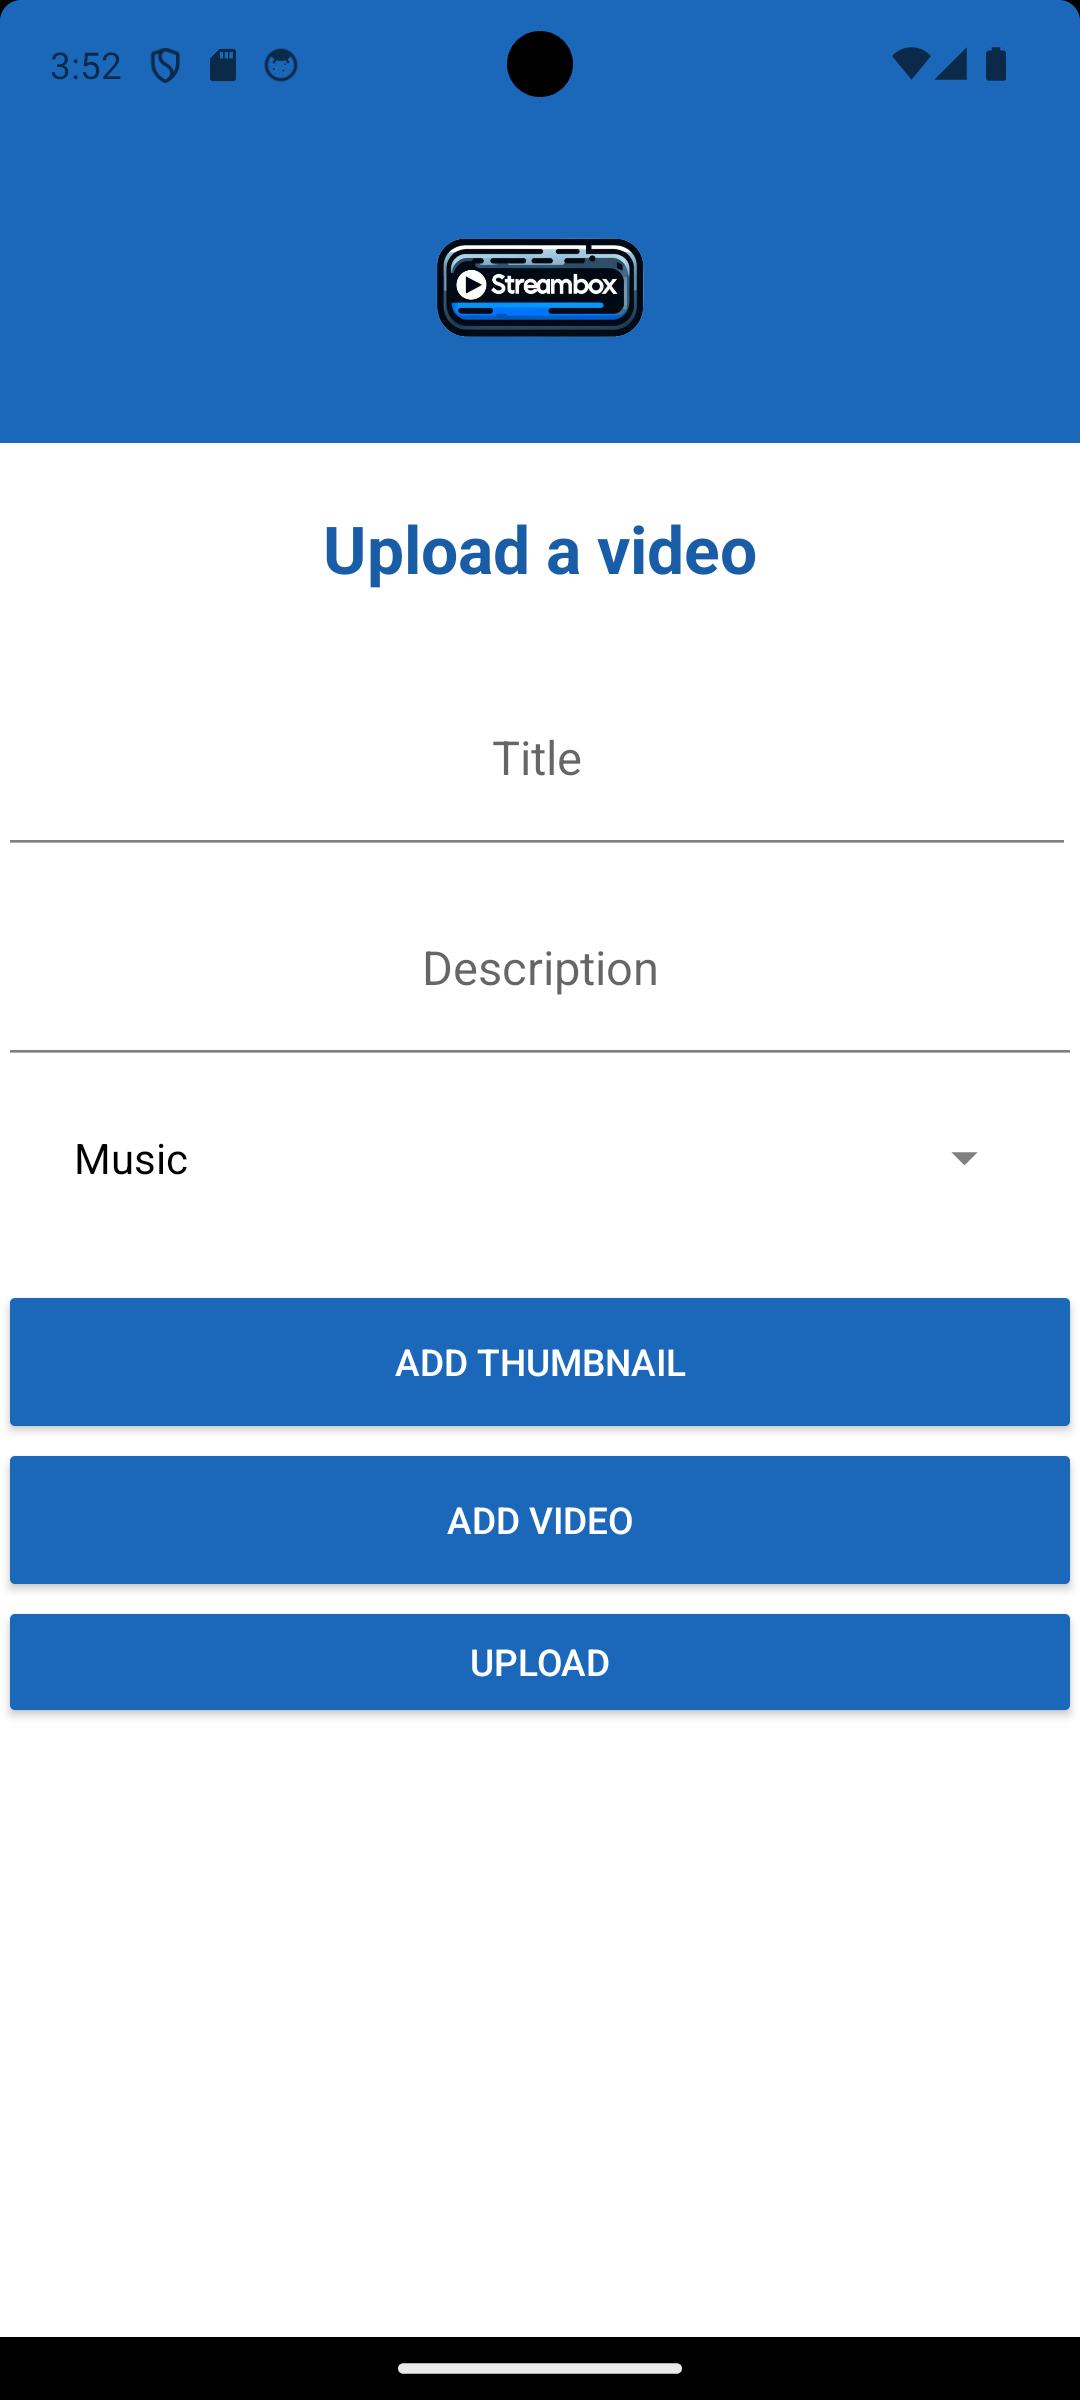 3:52
Streambox
Upload a video
Title
Description
Music
ADD THUMBNAIL
ADD VIDEO
UPLOAD